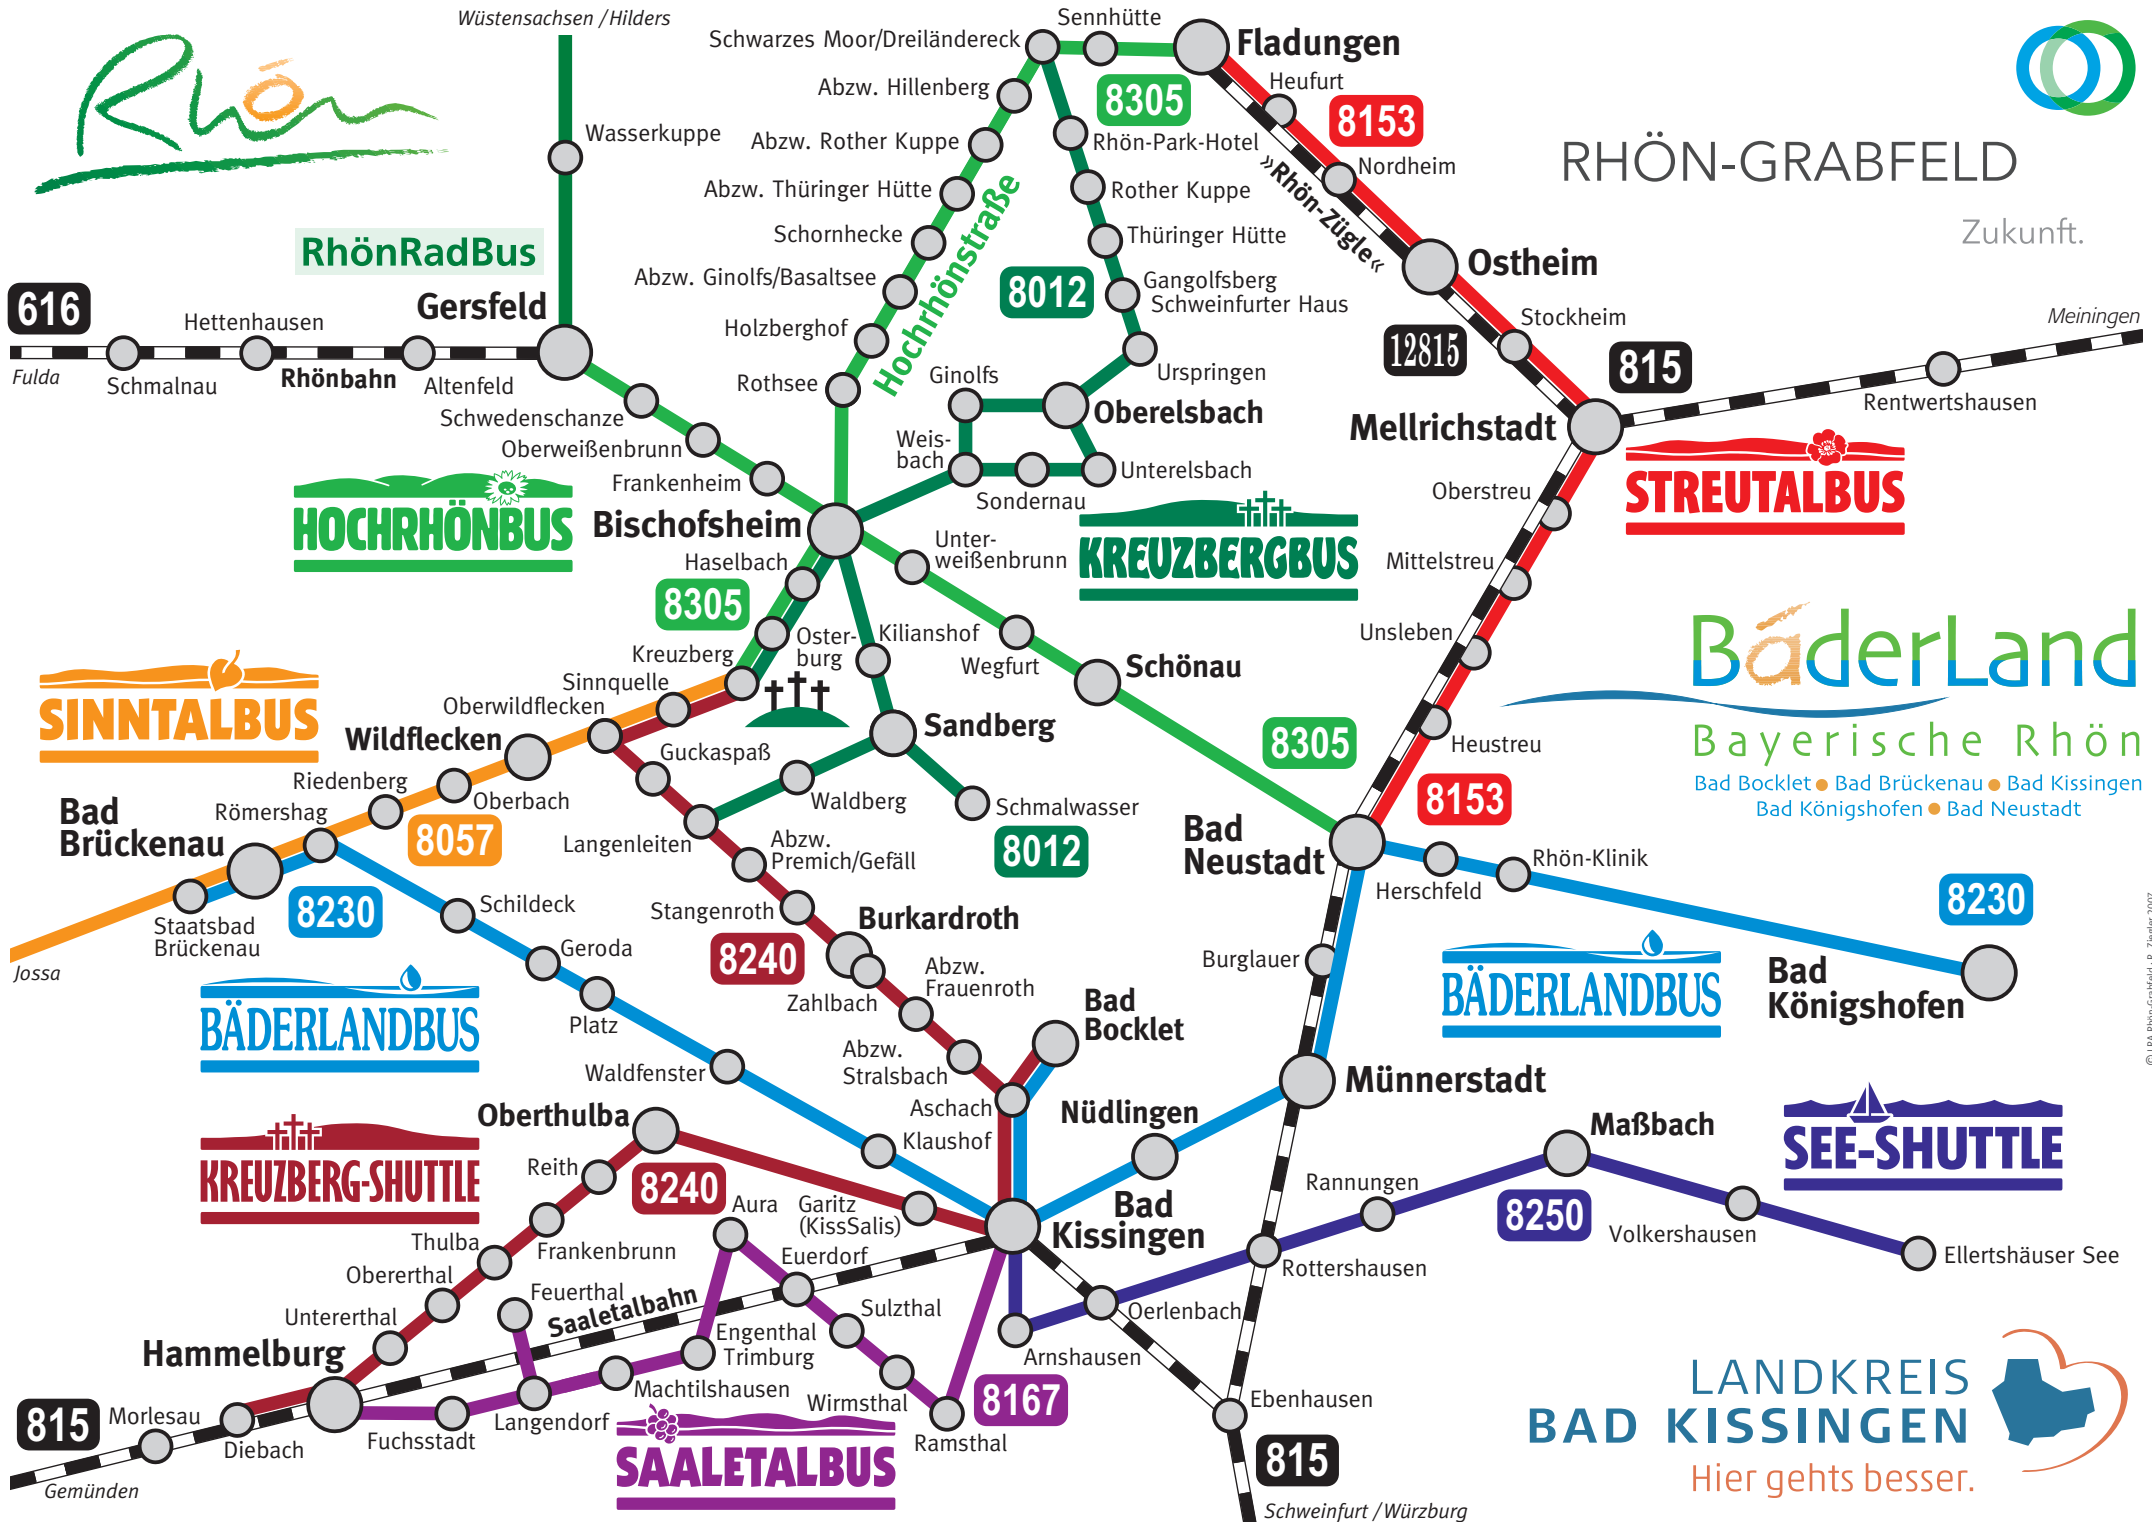 Wüstensachsen / Hilders
Sennhütte
Schwarzes Moor/Dreiländereck
Fladungen
Rhön
Abzw. Hillenberg
8305
Heufurt
8153
Wasserkuppe
Abzw. Rother Kuppe
Rhön-Park-Hotel
RHÖN-GRABFELD
Zukunft.
»Rhön-Zügle«
Nordheim
Abzw. Thüringer Hütte
Rother Kuppe
Hochrhönstraße
Schornhecke
Thüringer Hütte
RhönRadBus
Ostheim
Abzw. Ginolfs/Basaltsee
8012
Gangolfsberg
Schweinfurter Haus
616
Gersfeld
Hettenhausen
Holzberghof
Stockheim
Meiningen
12815
815
Fulda
Schmalnau
Rhönbahn
Altenfeld
Rothsee
Ginolfs
Urspringen
Rentwertshausen
Schwedenschanze
Oberelsbach
Mellrichstadt
Oberweißenbrunn
Weis-
bach
Unterelsbach
STREUTALBUS
Frankenheim
Sondernau
Oberstreu
HOCHRHÖNBUS
Bischofsheim
Unter-
weißenbrunn
KREUZBERGBUS
Haselbach
Mittelstreu
8305
Oster-
burg
Kilianshof
Unsleben
BäderLand
Bayerische Rhön
Bad Bocklet ● Bad Brückenau ● Bad Kissingen
Bad Königshofen ● Bad Neustadt
Kreuzberg
Wegfurt
Schönau
SINNTALBUS
Sinnquelle
Oberwildflecken
Wildflecken
Sandberg
8305
Heustreu
Guckaspaß
Riedenberg
Oberbach
Waldberg
Schmalwasser
8153
Bad
Brückenau
Römershag
8057
Langenleiten
Abzw.
Premich/Gefäll
8012
Bad
Neustadt
Rhön-Klinik
Herschfeld
8230
Staatsbad
Brückenau
8230
Schildeck
Stangenroth
Burkardroth
Jossa
Geroda
8240
Abzw.
Frauenroth
Burglauer
BÄDERLANDBUS
Bad
Königshofen
BÄDERLANDBUS
Platz
Zahlbach
Bad
Bocklet
Waldfenster
Abzw.
Stralsbach
Münnerstadt
Oberthulba
Aschach
Nüdlingen
Maßbach
KREUZBERG-SHUTTLE
Klaushof
SEE-SHUTTLE
Reith
8240
Aura
Garitz
(KissSalis)
Bad
Kissingen
Rannungen
8250
Volkershausen
Thulba
Frankenbrunn
Euerdorf
Ellertshäuser See
Obererthal
Feuerthal
Rottershausen
Untererthal
Saaletalbahn
Sulzthal
Oerlenbach
Hammelburg
Engenthal
Trimburg
Arnshausen
Machtilshausen
Wirmsthal
8167
Ebenhausen
LANDKREIS
BAD KISSINGEN
Hier gehts besser.
815
Morlesau
Diebach
Fuchsstadt
Langendorf
Ramsthal
SAALETALBUS
815
Gemünden
Schweinfurt / Würzburg